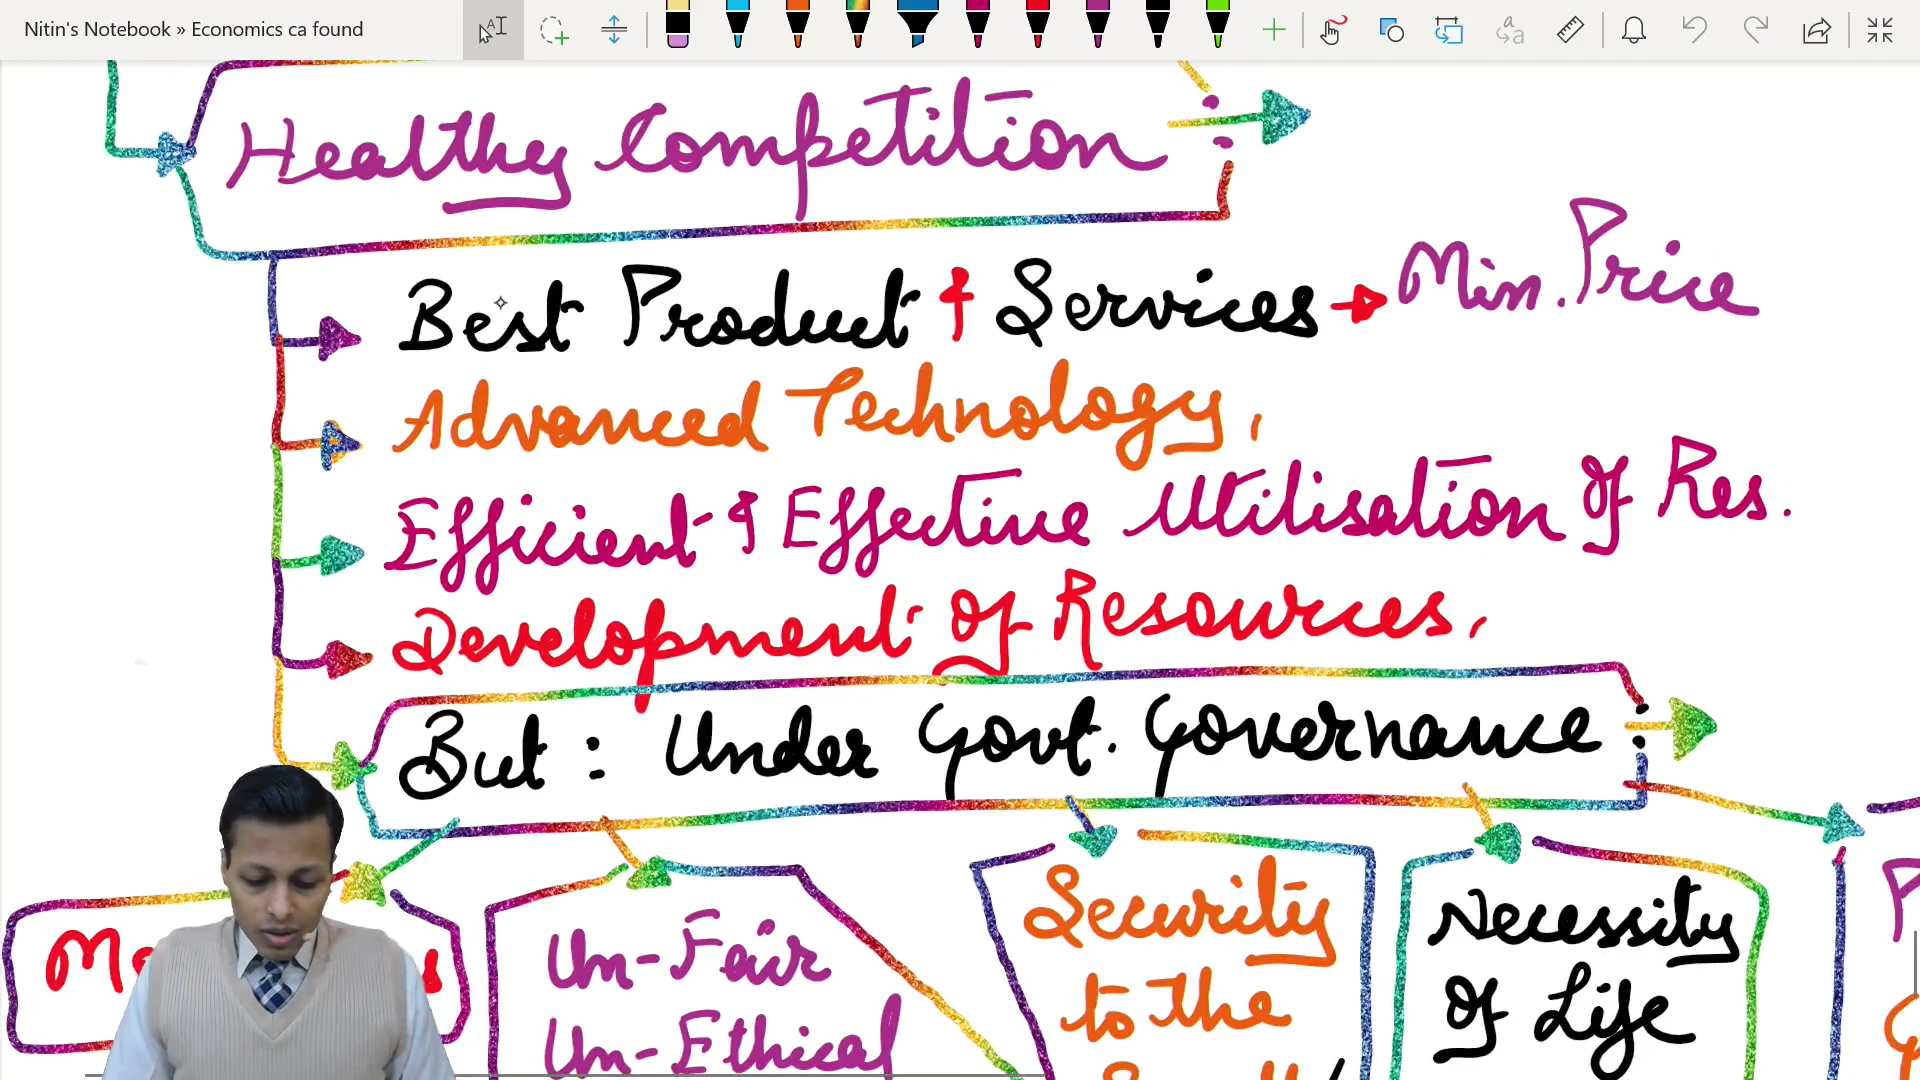 Nitin's Notebook » Economics ca found
Healthy Competition :
Best Product & Services → Min. Price
Advanced Technology,
Efficient & Effective Utilisation Of Res.
Development Of Resources,
But : Under Govt. Governance :
Un-Fair
Un-Ethical
Security
to the
Necessity
Of Life